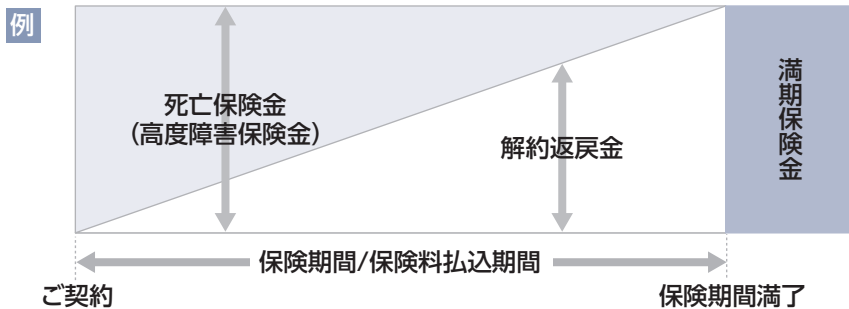 例
死亡保険金
(高度障害保険金)
解約返戻金
満期保険金
保険期間/保険料払込期間
ご契約
保険期間満了